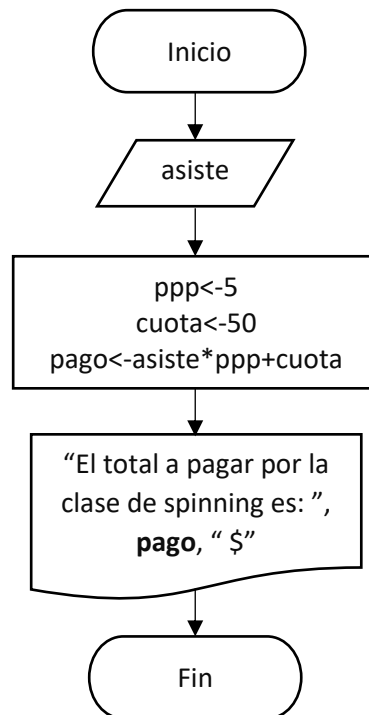 Inicio
asiste
ppp<-5
cuota<-50
pago<-asiste*ppp+cuota
“El total a pagar por la
clase de spinning es: ”,
pago, “ $”
Fin